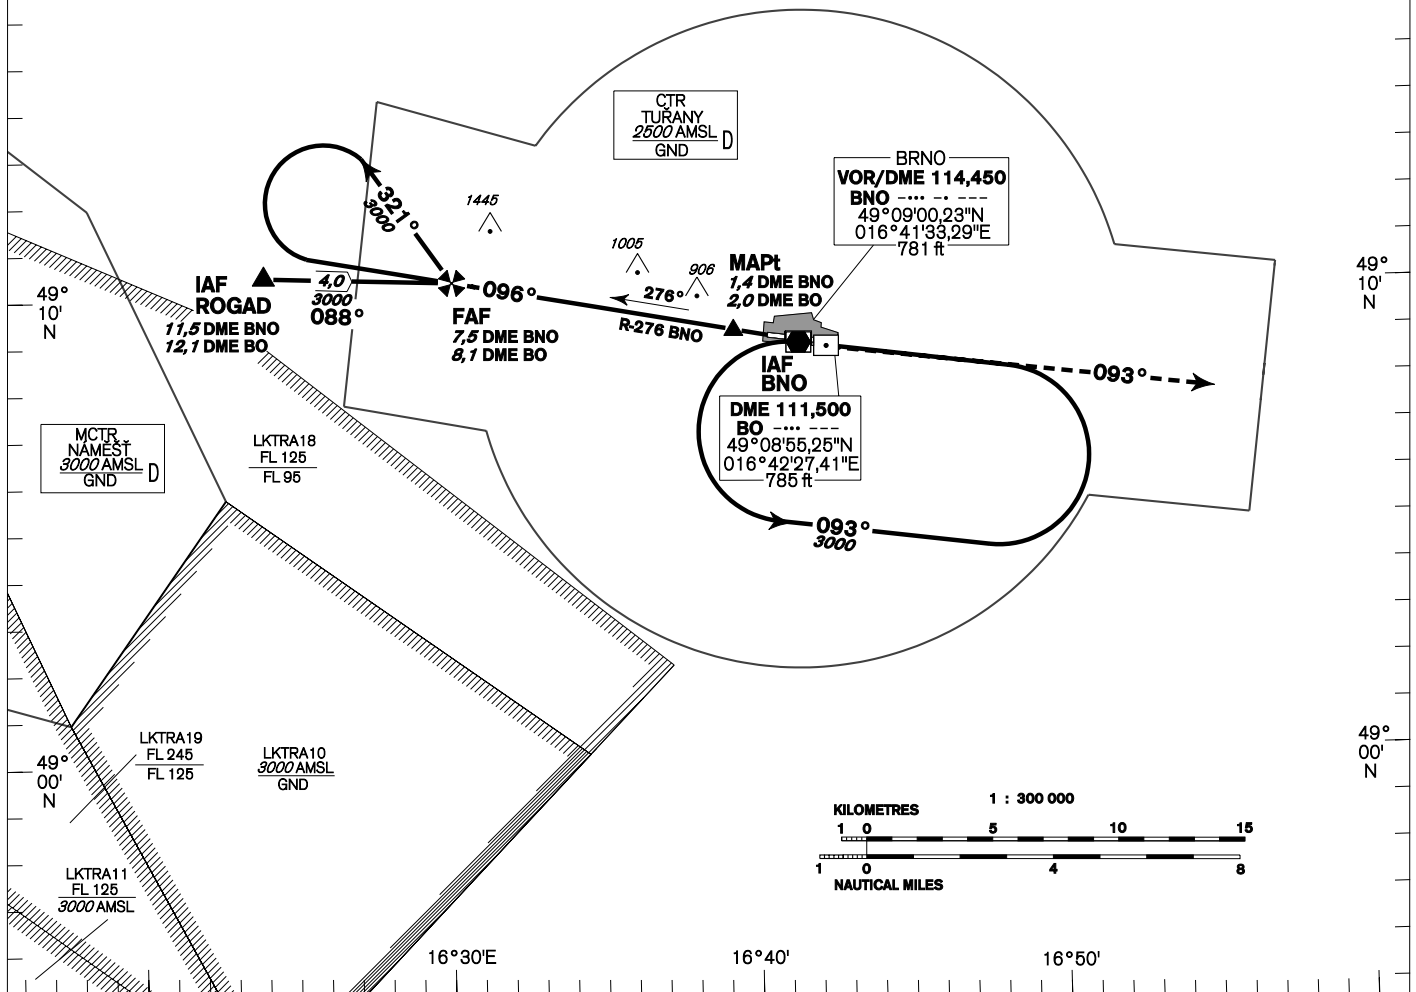 CTR
TUŘANY
2500 AMSL
GND
D
BRNO
VOR/DME 114,450
BNO
49°09'00,23"N
016°41'33,29"E
781 ft
1445
1005
906
321°
3000
IAF
ROGAD
11,5 DME BNO
12,1 DME BO
4,0
3000
088°
096°
FAF
7,5 DME BNO
8,1 DME BO
276°
R-276 BNO
MAPt
1,4 DME BNO
2,0 DME BO
IAF
BNO
093°
DME 111,500
BO
49°08'55,25"N
016°42'27,41"E
785 ft
093°
3000
49°
10'
N
49°
10'
N
MCTR
NÁMĚŠŤ
3000 AMSL
GND
D
LKTRA18
FL 125
FL 95
LKTRA19
FL 245
FL 125
LKTRA10
3000 AMSL
GND
LKTRA11
FL 125
3000 AMSL
49°
00'
N
49°
00'
N
1 : 300 000
KILOMETRES
1 0 5 10 15
1 0 4 8
NAUTICAL MILES
16°30'E
16°40'
16°50'